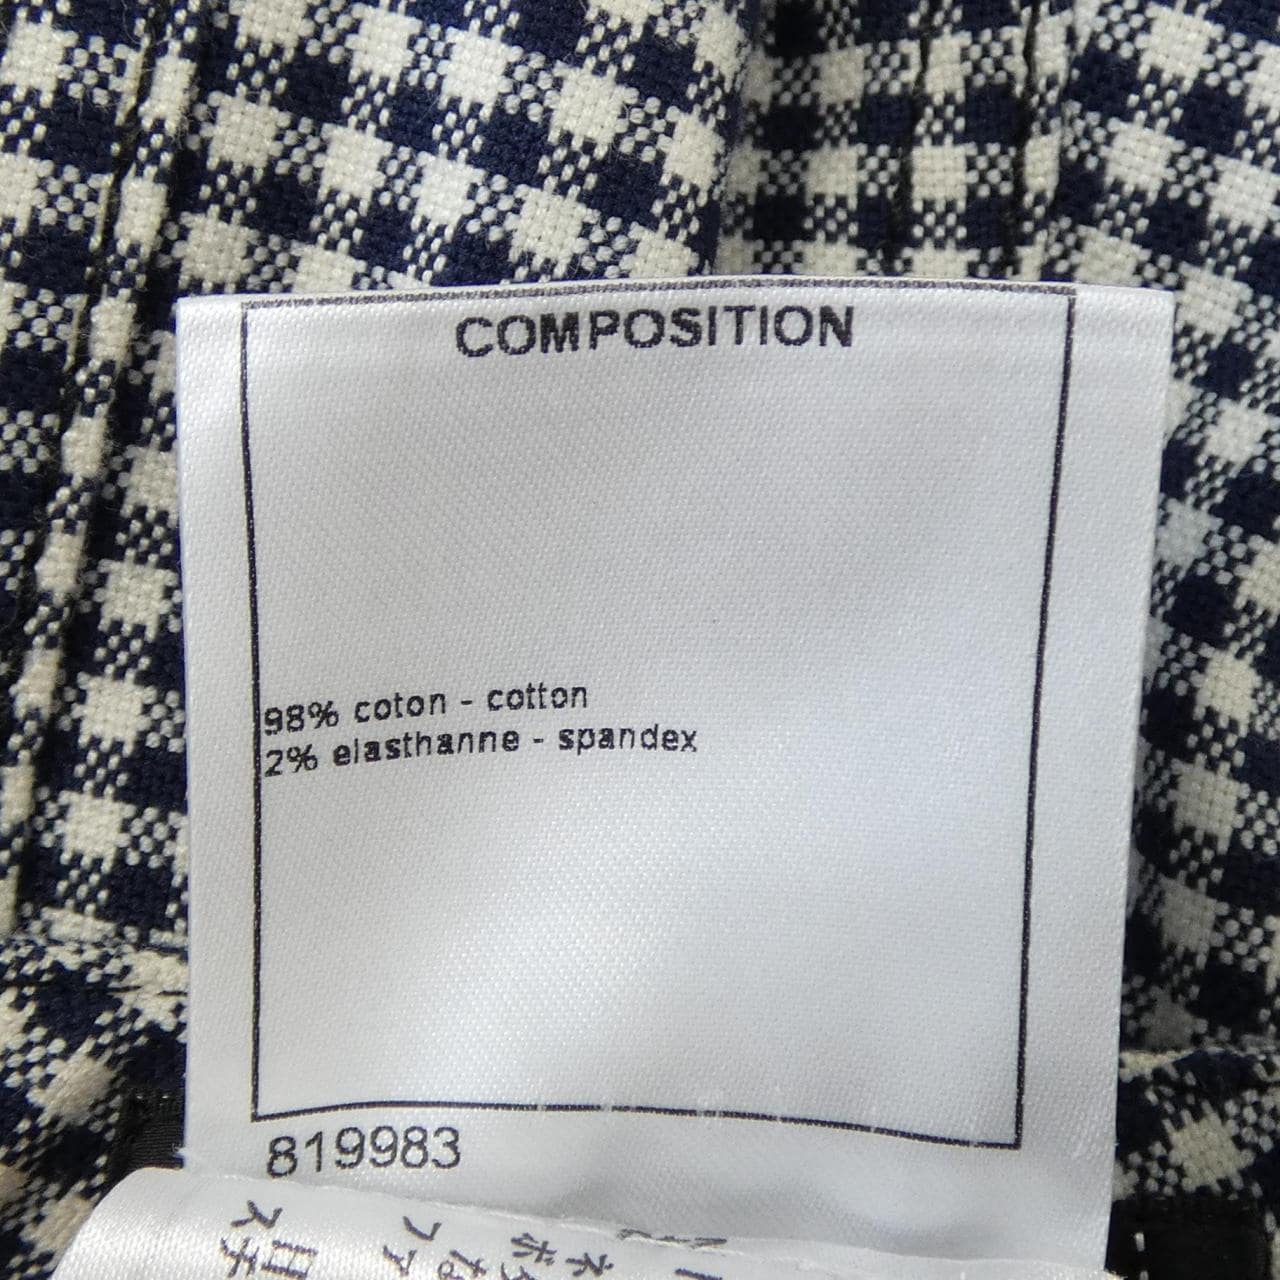 COMPOSITION
98% coton - cotton
2% elasthanne - spandex
819983